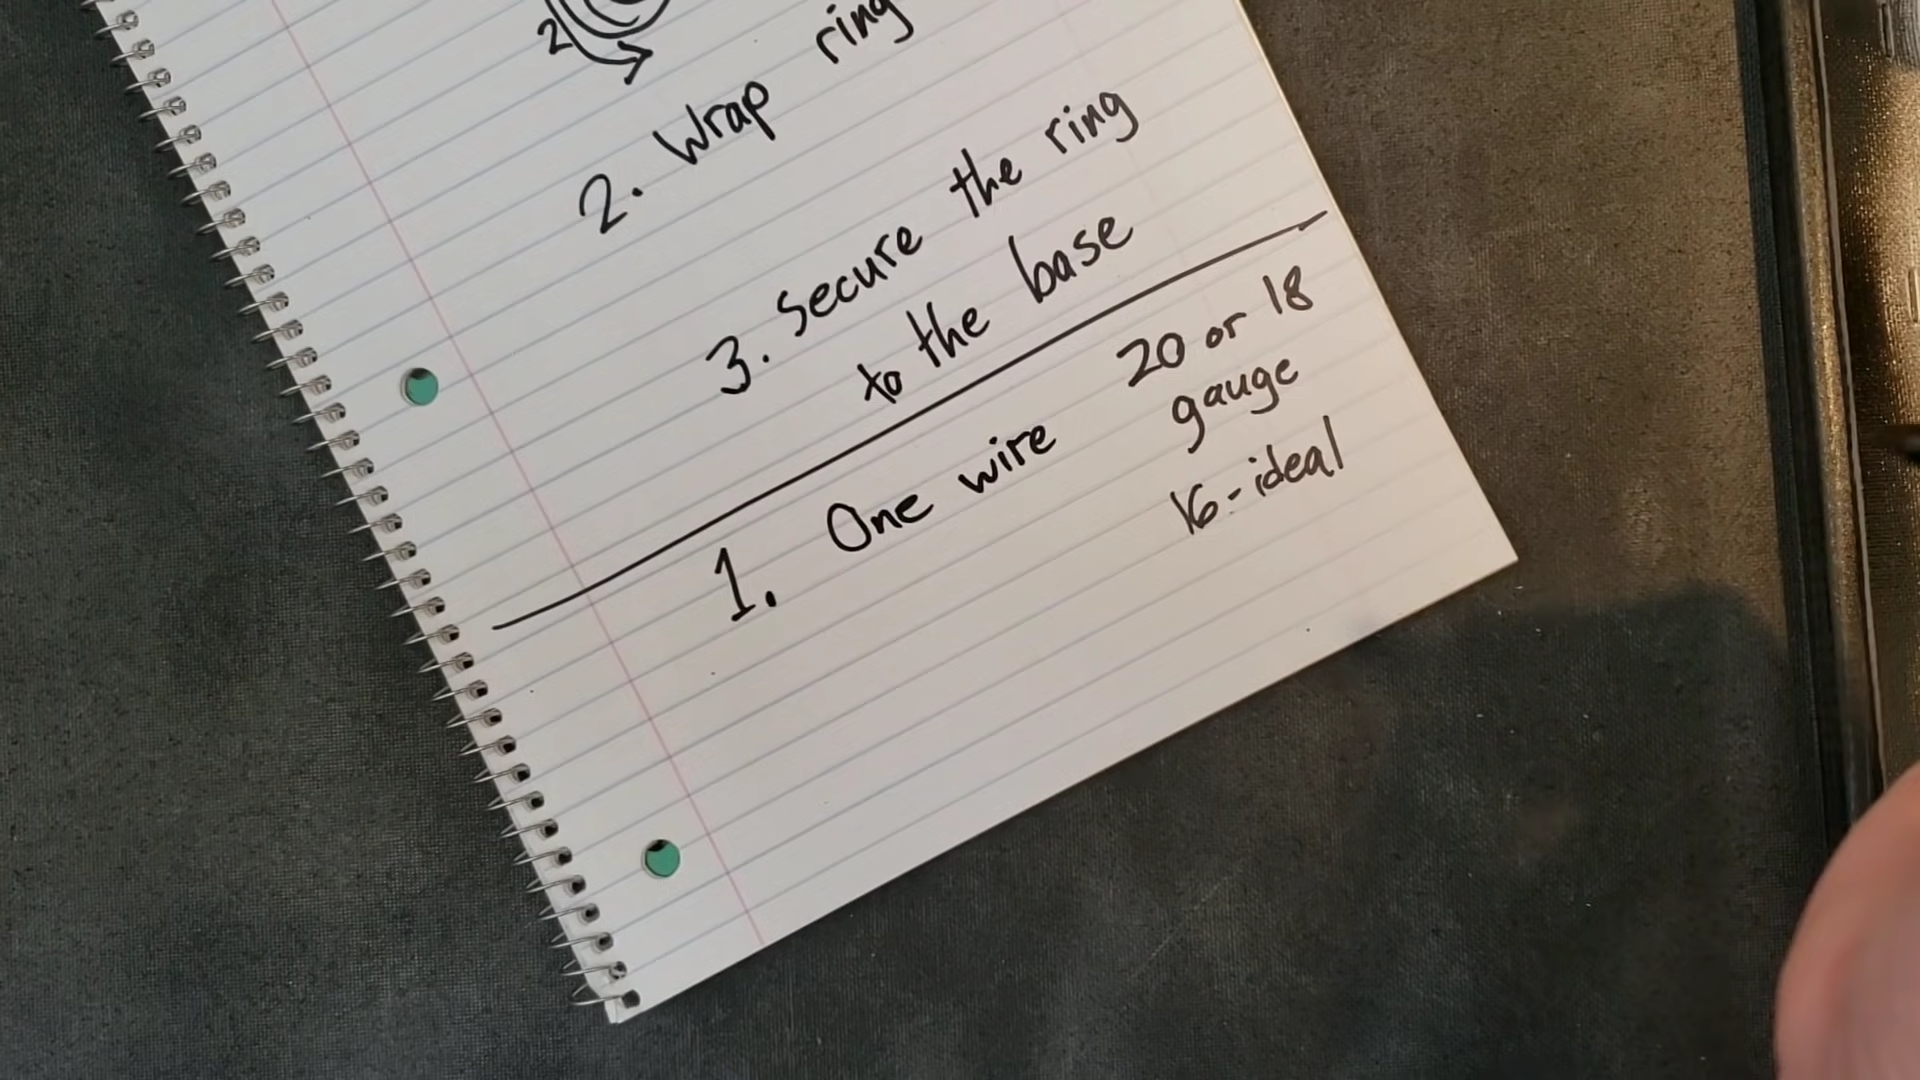 2
2. Wrap ring
3. Secure the ring
to the base
1. One wire 20 or 18
gauge
16-ideal